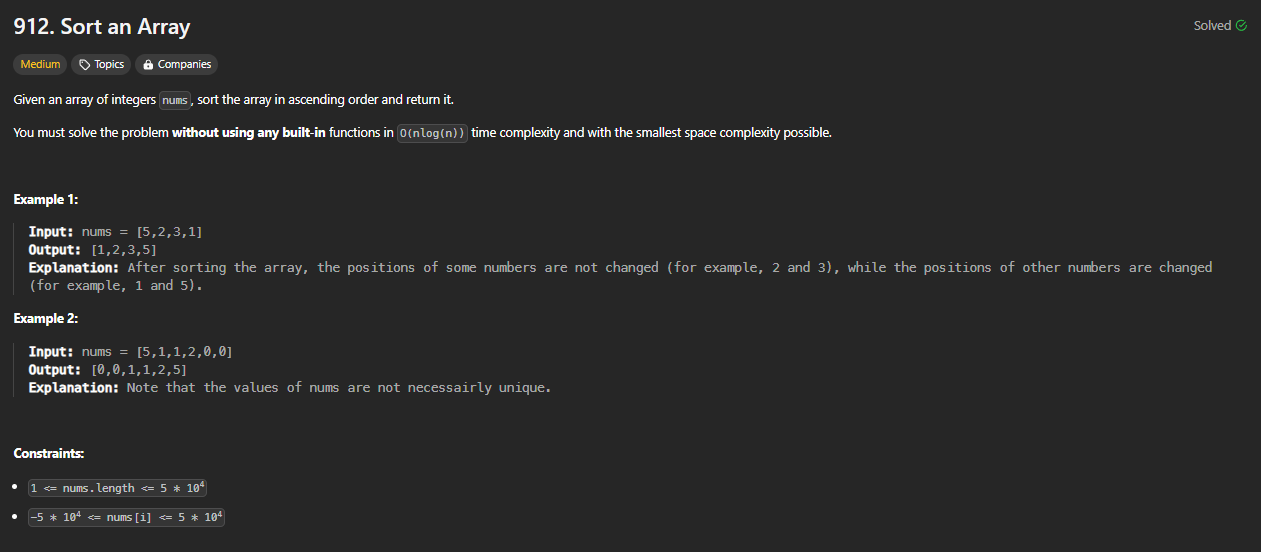 912. Sort an Array
Solved
Medium Topics Companies
Given an array of integers nums, sort the array in ascending order and return it.
You must solve the problem without using any built-in functions in O(nlog(n)) time complexity and with the smallest space complexity possible.
Example 1:
Input: nums = [5,2,3,1]
Output: [1,2,3,5]
Explanation: After sorting the array, the positions of some numbers are not changed (for example, 2 and 3), while the positions of other numbers are changed
(for example, 1 and 5).
Example 2:
Input: nums = [5,1,1,2,0,0]
Output: [0,0,1,1,2,5]
Explanation: Note that the values of nums are not necessairly unique.
Constraints:
1 <= nums.length <= 5 * 10⁴
-5 * 10⁴ <= nums[i] <= 5 * 10⁴